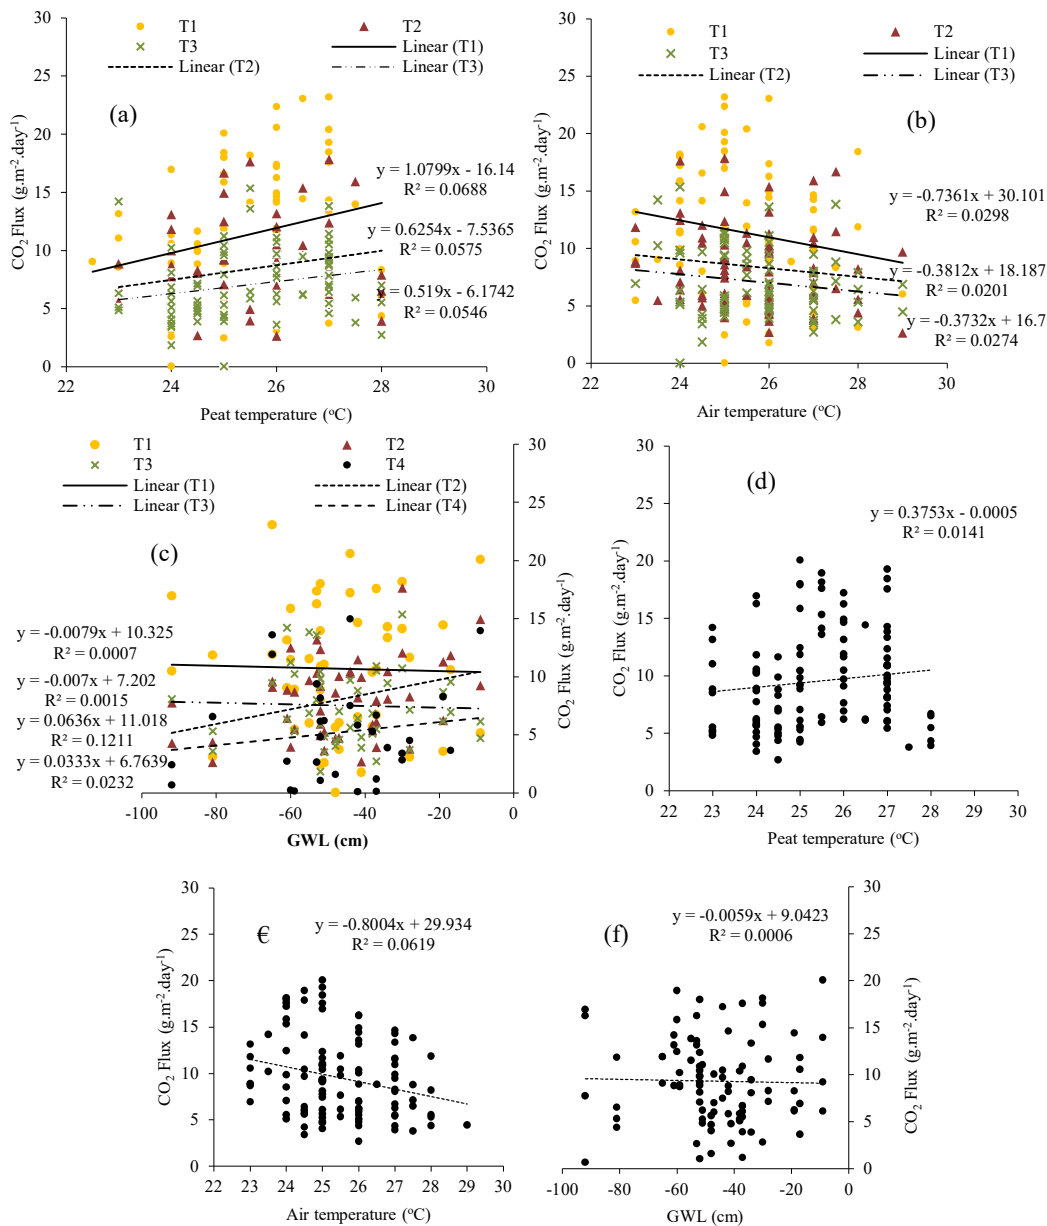 30
25
20
15
10
5
0
22
24
26
28
30
CO2 Flux (g.m-2.day-1)
Peat temperature (oC)
T1
T2
T3
Linear (T1)
Linear (T2)
Linear (T3)
(a)
y = 1.0799x - 16.14
R² = 0.0688
y = 0.6254x - 7.5365
R² = 0.0575
y = 0.519x - 6.1742
R² = 0.0546
30
25
20
15
10
5
0
22
24
26
28
30
CO2 Flux (g.m-2.day-1)
Air temperature (oC)
T1
T2
T3
Linear (T1)
Linear (T2)
Linear (T3)
(b)
y = -0.7361x + 30.101
R² = 0.0298
y = -0.3812x + 18.187
R² = 0.0201
y = -0.3732x + 16.7
R² = 0.0274
T1
T2
T3
T4
Linear (T1)
Linear (T2)
Linear (T3)
Linear (T4)
(c)
y = -0.0079x + 10.325
R² = 0.0007
y = -0.007x + 7.202
R² = 0.0015
y = 0.0636x + 11.018
R² = 0.1211
y = 0.0333x + 6.7639
R² = 0.0232
30
25
20
15
10
5
0
-100
-80
-60
-40
-20
0
CO2 Flux (g.m-2.day-1)
GWL (cm)
30
25
20
15
10
5
0
22
23
24
25
26
27
28
29
30
CO2 Flux (g.m-2.day-1)
Peat temperature (oC)
(d)
y = 0.3753x - 0.0005
R² = 0.0141
30
25
20
15
10
5
0
22
23
24
25
26
27
28
29
30
CO2 Flux (g.m-2.day-1)
Air temperature (oC)
€
y = -0.8004x + 29.934
R² = 0.0619
(f)
y = -0.0059x + 9.0423
R² = 0.0006
30
25
20
15
10
5
0
-100
-80
-60
-40
-20
0
CO2 Flux (g.m-2.day-1)
GWL (cm)